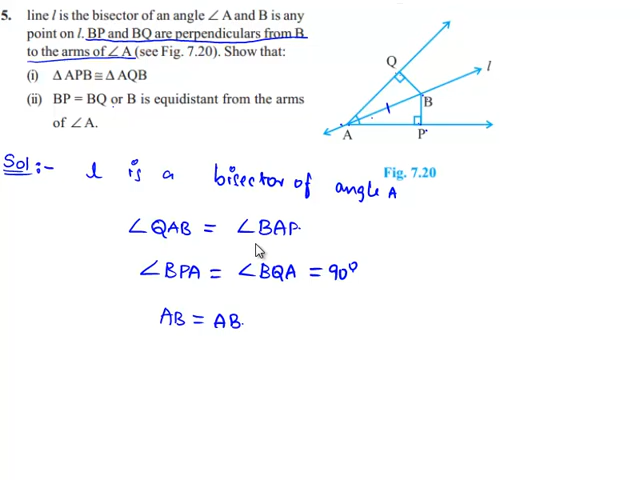 5. line l is the bisector of an angle ∠ A and B is any
point on l. BP and BQ are perpendiculars from B
to the arms of ∠ A (see Fig. 7.20). Show that:
(i) Δ APB ≅ Δ AQB
(ii) BP = BQ or B is equidistant from the arms
of ∠ A.
Q
l
B
A
P
Fig. 7.20
Sol :- l is a bisector of angle A
∠QAB = ∠BAP.
∠BPA = ∠BQA = 90°
AB = AB.